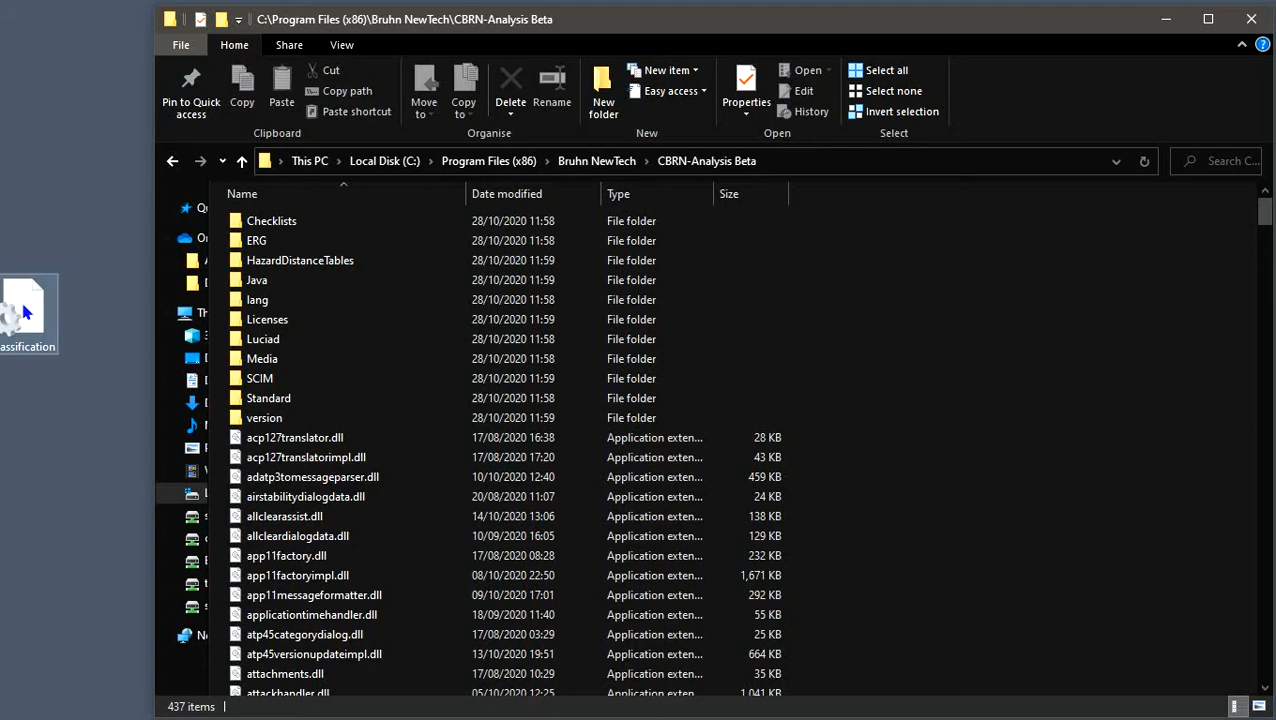 C:\Program Files (x86)\Bruhn NewTech\CBRN-Analysis Beta
File Home Share View
Pin to Quick access
Copy
Paste
Cut
Copy path
Paste shortcut
Clipboard
Move to
Copy to
Delete
Rename
Organise
New folder
New item
Easy access
New
Properties
Open
Edit
History
Open
Select all
Select none
Invert selection
Select
This PC > Local Disk (C:) > Program Files (x86) > Bruhn NewTech > CBRN-Analysis Beta
Search C...
Name Date modified Type Size
Checklists 28/10/2020 11:58 File folder
ERG 28/10/2020 11:58 File folder
HazardDistanceTables 28/10/2020 11:59 File folder
Java 28/10/2020 11:59 File folder
lang 28/10/2020 11:58 File folder
Licenses 28/10/2020 11:59 File folder
Luciad 28/10/2020 11:58 File folder
Media 28/10/2020 11:58 File folder
SCIM 28/10/2020 11:59 File folder
Standard 28/10/2020 11:58 File folder
version 28/10/2020 11:59 File folder
acp127translator.dll 17/08/2020 16:38 Application exten... 28 KB
acp127translatorimpl.dll 17/08/2020 17:20 Application exten... 43 KB
adatp3tomessageparser.dll 10/10/2020 12:40 Application exten... 459 KB
airstabilitydialogdata.dll 20/08/2020 11:07 Application exten... 24 KB
allclearassist.dll 14/10/2020 13:06 Application exten... 138 KB
allcleardialogdata.dll 10/09/2020 16:05 Application exten... 129 KB
app11factory.dll 17/08/2020 08:28 Application exten... 232 KB
app11factoryimpl.dll 08/10/2020 22:50 Application exten... 1,671 KB
app11messageformatter.dll 09/10/2020 17:01 Application exten... 292 KB
applicationtimehandler.dll 18/09/2020 11:40 Application exten... 55 KB
atp45categorydialog.dll 17/08/2020 03:29 Application exten... 25 KB
atp45versionupdateimpl.dll 13/10/2020 19:51 Application exten... 664 KB
attachments.dll 17/08/2020 10:29 Application exten... 35 KB
attackhandler.dll 05/10/2020 12:25 Application exten... 1,041 KB
437 items
assification